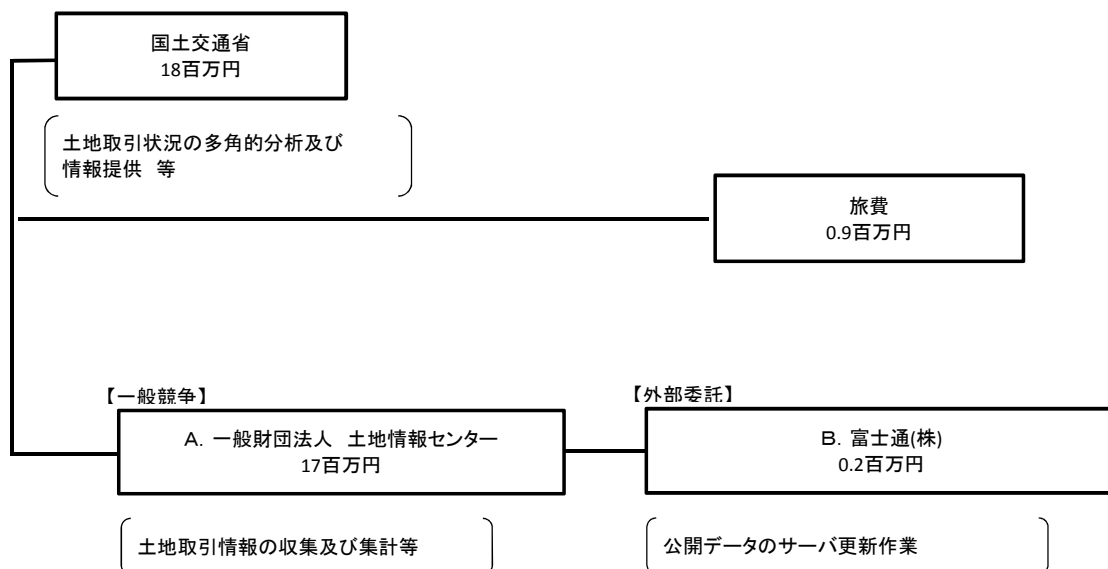 国土交通省
18百万円
土地取引状況の多角的分析及び
情報提供 等
旅費
0.9百万円
【一般競争】
A. 一般財団法人 土地情報センター
17百万円
土地取引情報の収集及び集計等
【外部委託】
B. 富士通(株)
0.2百万円
公開データのサーバ更新作業